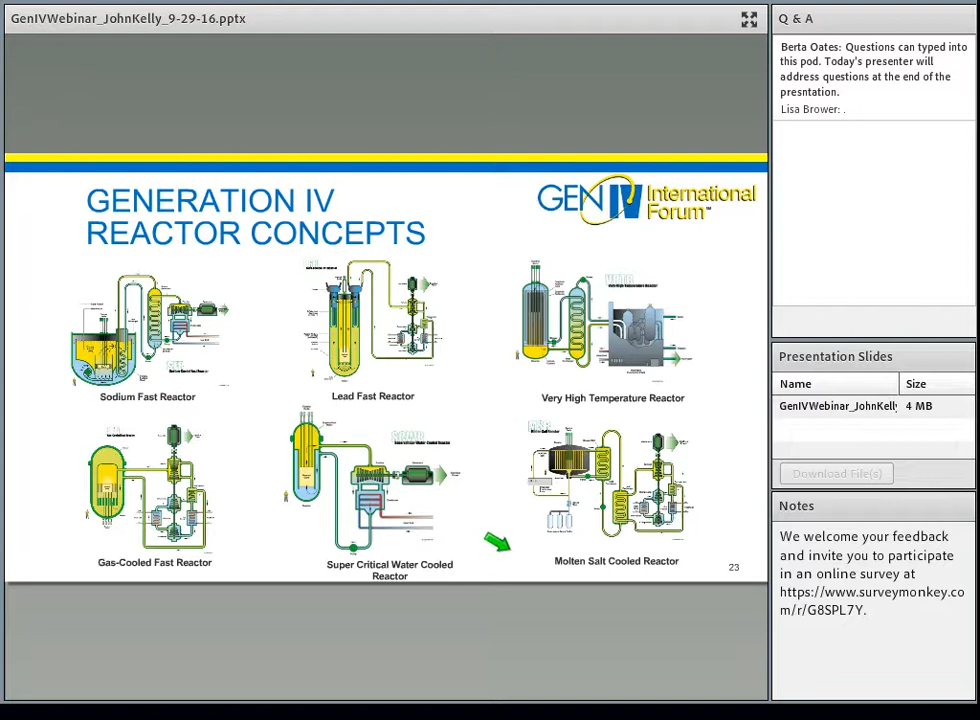 GenIVWebinar_JohnKelly_9-29-16.pptx
GENERATION IV
REACTOR CONCEPTS
GENIV International
Forum™
Sodium Fast Reactor
Lead Fast Reactor
Very High Temperature Reactor
Gas-Cooled Fast Reactor
Super Critical Water Cooled
Reactor
Molten Salt Cooled Reactor
23
Q & A
Berta Oates: Questions can typed into
this pod. Today's presenter will
address questions at the end of the
presntation.
Lisa Brower: .
Presentation Slides
Name Size
GenIVWebinar_JohnKelly 4 MB
Download File(s)
Notes
We welcome your feedback
and invite you to participate
in an online survey at
https://www.surveymonkey.co
m/r/G8SPL7Y.